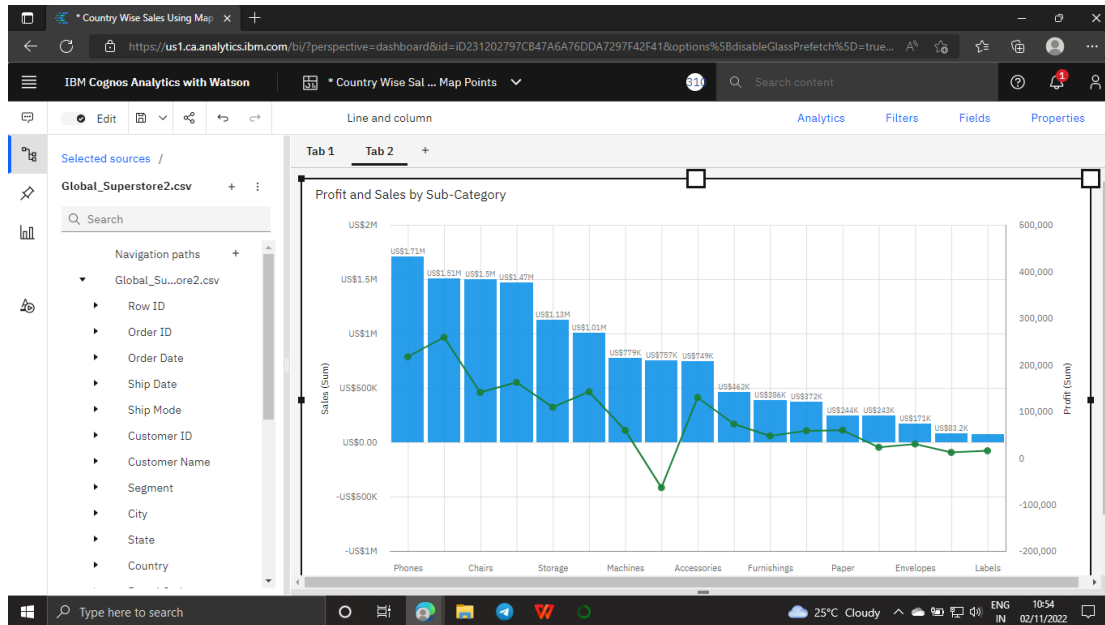 * Country Wise Sales Using Map
https://us1.ca.analytics.ibm.com/bi/?perspective=dashboard&id=iD231202797CB47A6A76DDA7297F42F41&options%5BdisableGlassPrefetch%5D=true...
IBM Cognos Analytics with Watson
* Country Wise Sal ... Map Points
310
Search content
1
Edit
Line and column
Analytics
Filters
Fields
Properties
Selected sources /
Global_Superstore2.csv
Search
Navigation paths
Global_Su...ore2.csv
Row ID
Order ID
Order Date
Ship Date
Ship Mode
Customer ID
Customer Name
Segment
City
State
Country
Tab 1
Tab 2
Profit and Sales by Sub-Category
US$2M
US$1.5M
US$1M
US$500K
US$0.00
-US$500K
-US$1M
Sales (Sum)
US$1.71M
US$1.51M
US$1.5M
US$1.47M
US$1.13M
US$1.01M
US$779K
US$757K
US$749K
US$462K
US$386K
US$372K
US$244K
US$243K
US$171K
US$83.2K
500,000
400,000
300,000
200,000
100,000
0
-100,000
-200,000
Profit (Sum)
Phones
Chairs
Storage
Machines
Accessories
Furnishings
Paper
Envelopes
Labels
Type here to search
25°C Cloudy
ENG
IN
10:54
02/11/2022